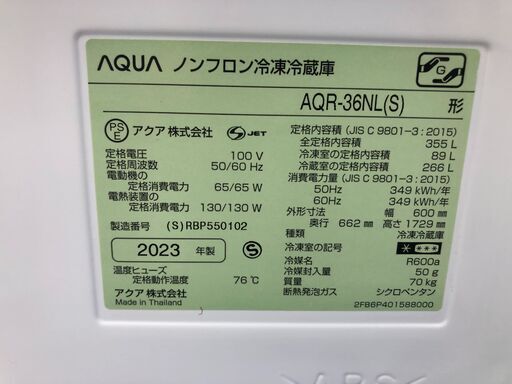 AQUA ノンフロン冷凍冷蔵庫
G
AQR-36NL(S) 形
PS
E
アクア 株式会社 S JET
定格電圧 100 V
定格周波数 50/60 Hz
電動機の
定格消費電力 65/65 W
電熱装置の
定格消費電力 130/130 W
製造番号 (S)RBP550102
2023 年製 S
温度ヒューズ
定格動作温度 76℃
アクア 株式会社
Made in Thailand
定格内容積 (JIS C 9801-3 : 2015)
全定格内容積 355 L
冷凍室の定格内容積 89 L
冷蔵室の定格内容積 266 L
消費電力量 (JIS C 9801-3 : 2015)
50Hz 349 kWh/年
60Hz 349 kWh/年
外形寸法 幅 600 mm
奥行 662 mm 高さ 1729 mm
種類 冷凍冷蔵庫
冷凍室の記号 ****
冷媒名 R600a
冷媒封入量 50 g
質量 70 kg
断熱発泡ガス シクロペンタン
2FB6P401588000